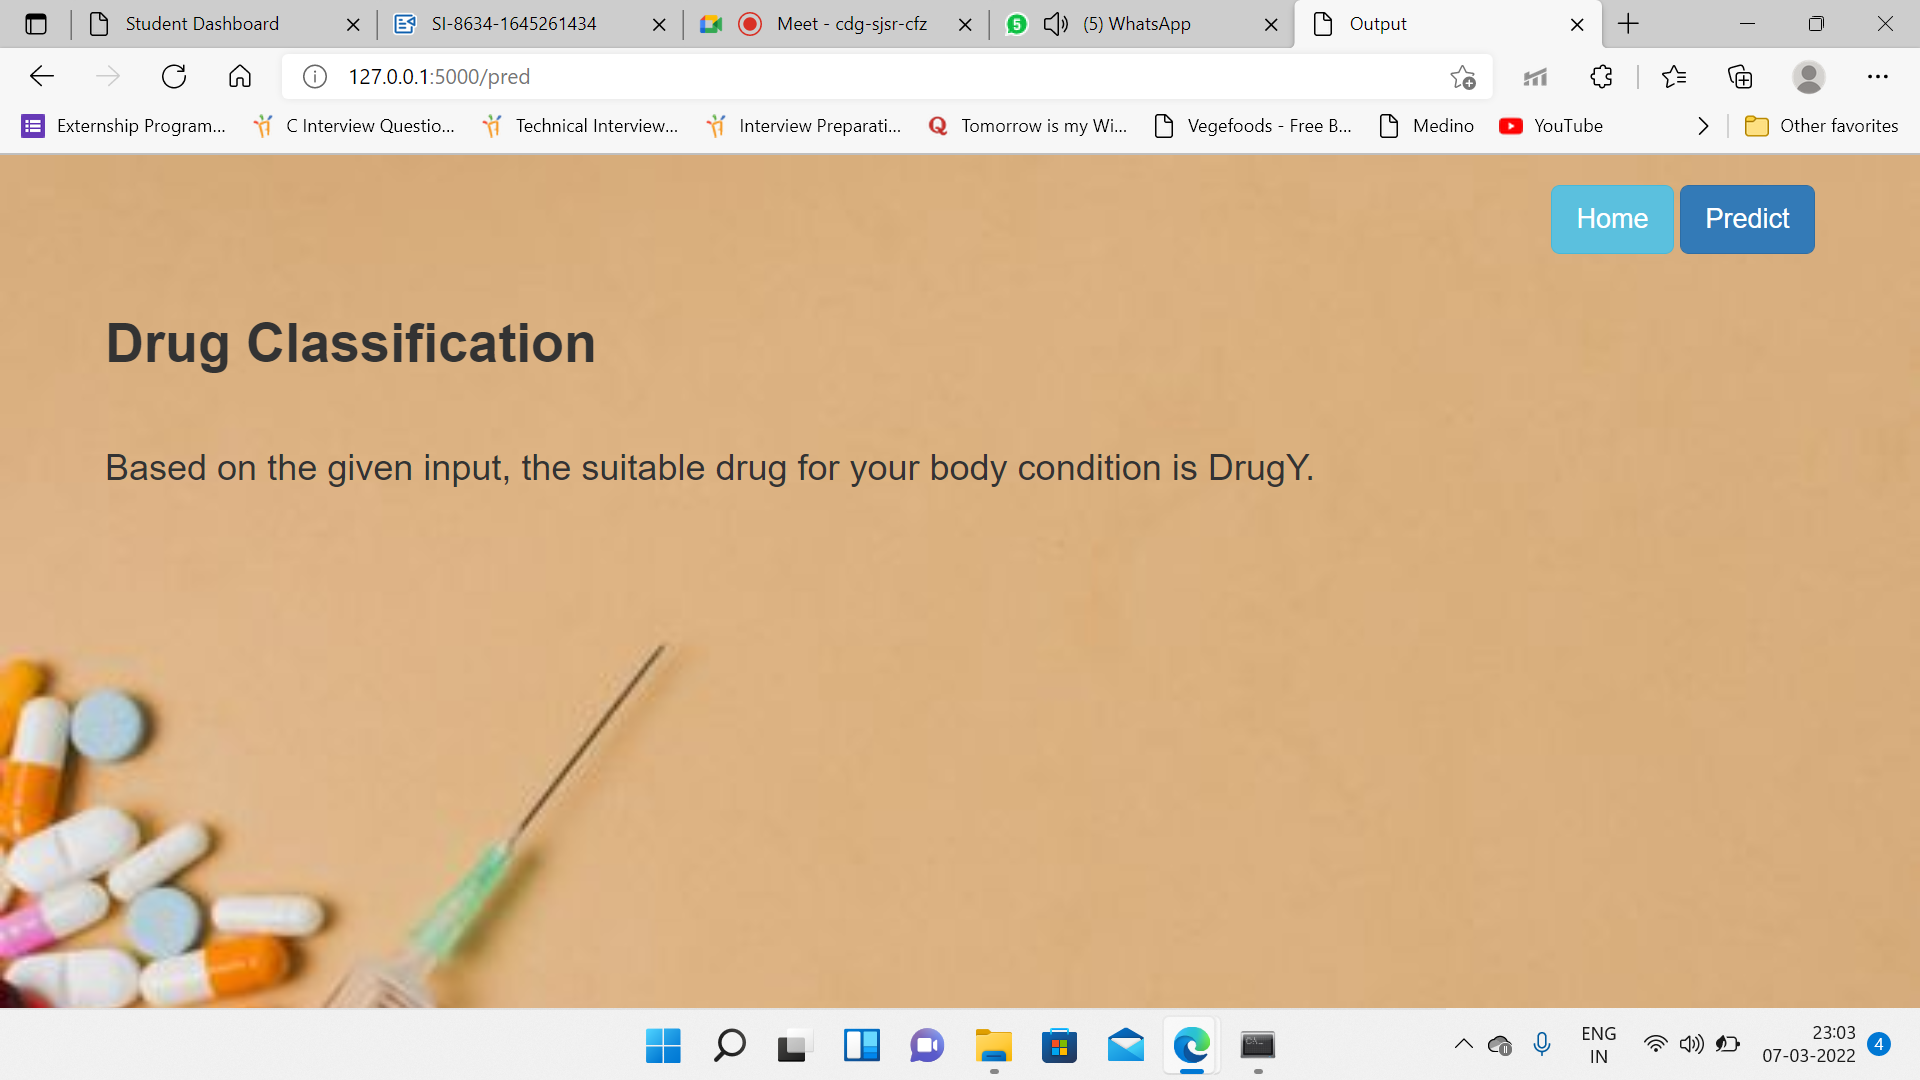 Student Dashboard
SI-8634-1645261434
Meet - cdg-sjsr-cfz
5
(5) WhatsApp
Output
127.0.0.1:5000/pred
Externship Program...
C Interview Questio...
Technical Interview...
Interview Preparati...
Tomorrow is my Wi...
Vegefoods - Free B...
Medino
YouTube
Other favorites
Home
Predict
Drug Classification
Based on the given input, the suitable drug for your body condition is DrugY.
ENG
IN
23:03
07-03-2022
4